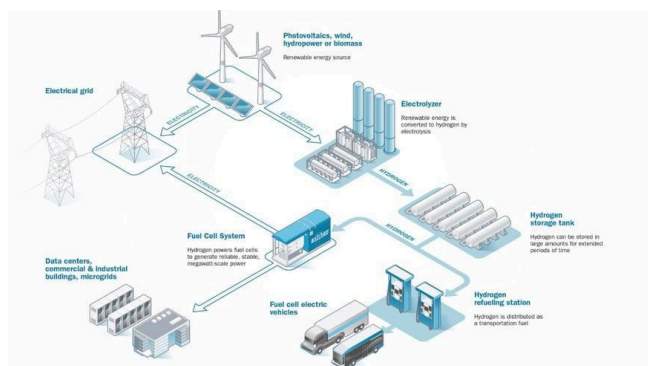 Photovoltaics, wind,
hydropower or biomass
Renewable energy source
Electrical grid
ELECTRICITY
ELECTRICITY
Electrolyzer
Renewable energy is
converted to hydrogen by
electrolysis
HYDROGEN
ELECTRICITY
Hydrogen
storage tank
Hydrogen can be stored in
large amounts for extended
periods of time
Fuel Cell System
Hydrogen powers fuel cells
to generate reliable, stable,
megawatt-scale power
HYDROGEN
Data centers,
commercial & industrial
buildings, microgrids
Fuel cell electric
vehicles
Hydrogen
refueling station
Hydrogen is distributed as
a transportation fuel